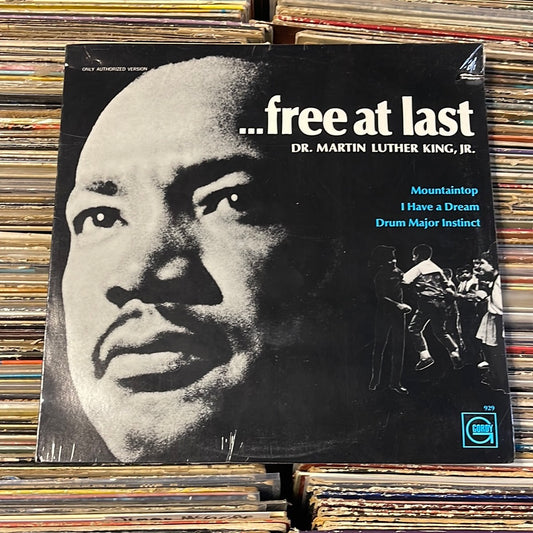 ONLY AUTHORIZED VERSION
...free at last
DR. MARTIN LUTHER KING, JR.
Mountaintop
I Have a Dream
Drum Major Instinct
929
GORDY